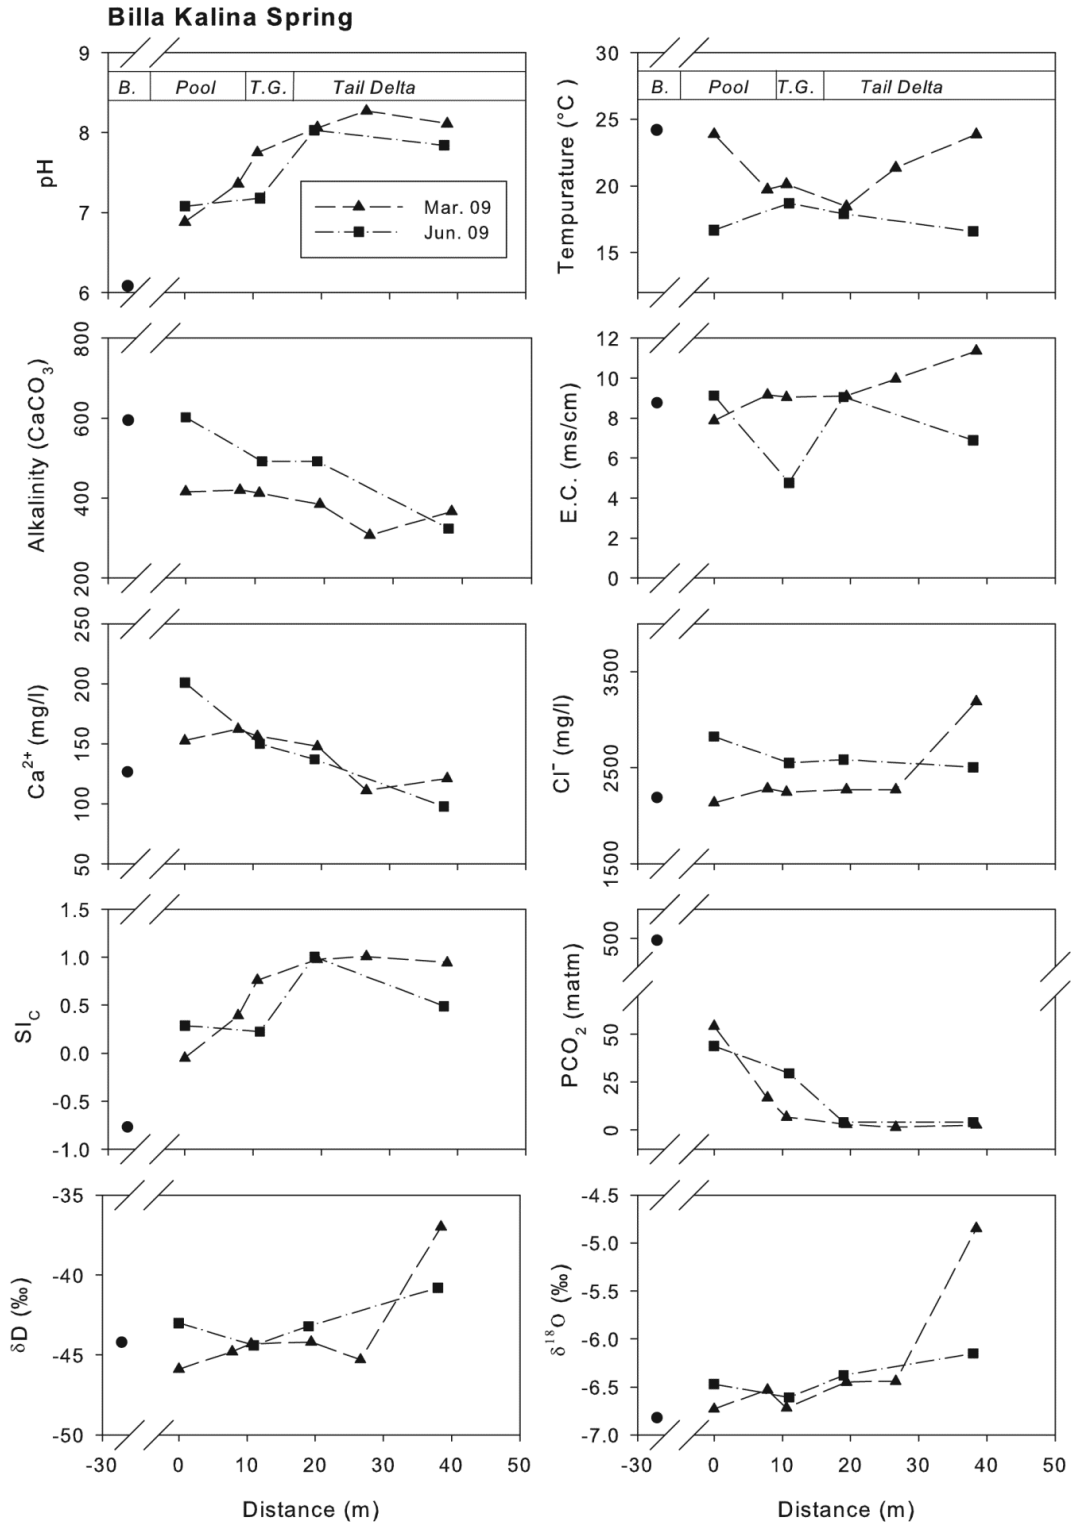 Billa Kalina Spring
9
8
7
6
pH
B. Pool T.G. Tail Delta
Mar. 09
Jun. 09
30
25
20
15
Tempurature (°C)
B. Pool T.G. Tail Delta
800
600
400
200
Alkalinity (CaCO3)
12
10
8
6
4
2
0
E.C. (ms/cm)
250
200
150
100
50
Ca2+ (mg/l)
3500
2500
1500
Cl- (mg/l)
1.5
1.0
0.5
0.0
-0.5
-1.0
SIC
500
50
25
0
PCO2 (matm)
-35
-40
-45
-50
δD (‰)
-30 0 10 20 30 40 50
Distance (m)
-4.5
-5.0
-5.5
-6.0
-6.5
-7.0
δ18O (‰)
-30 0 10 20 30 40 50
Distance (m)